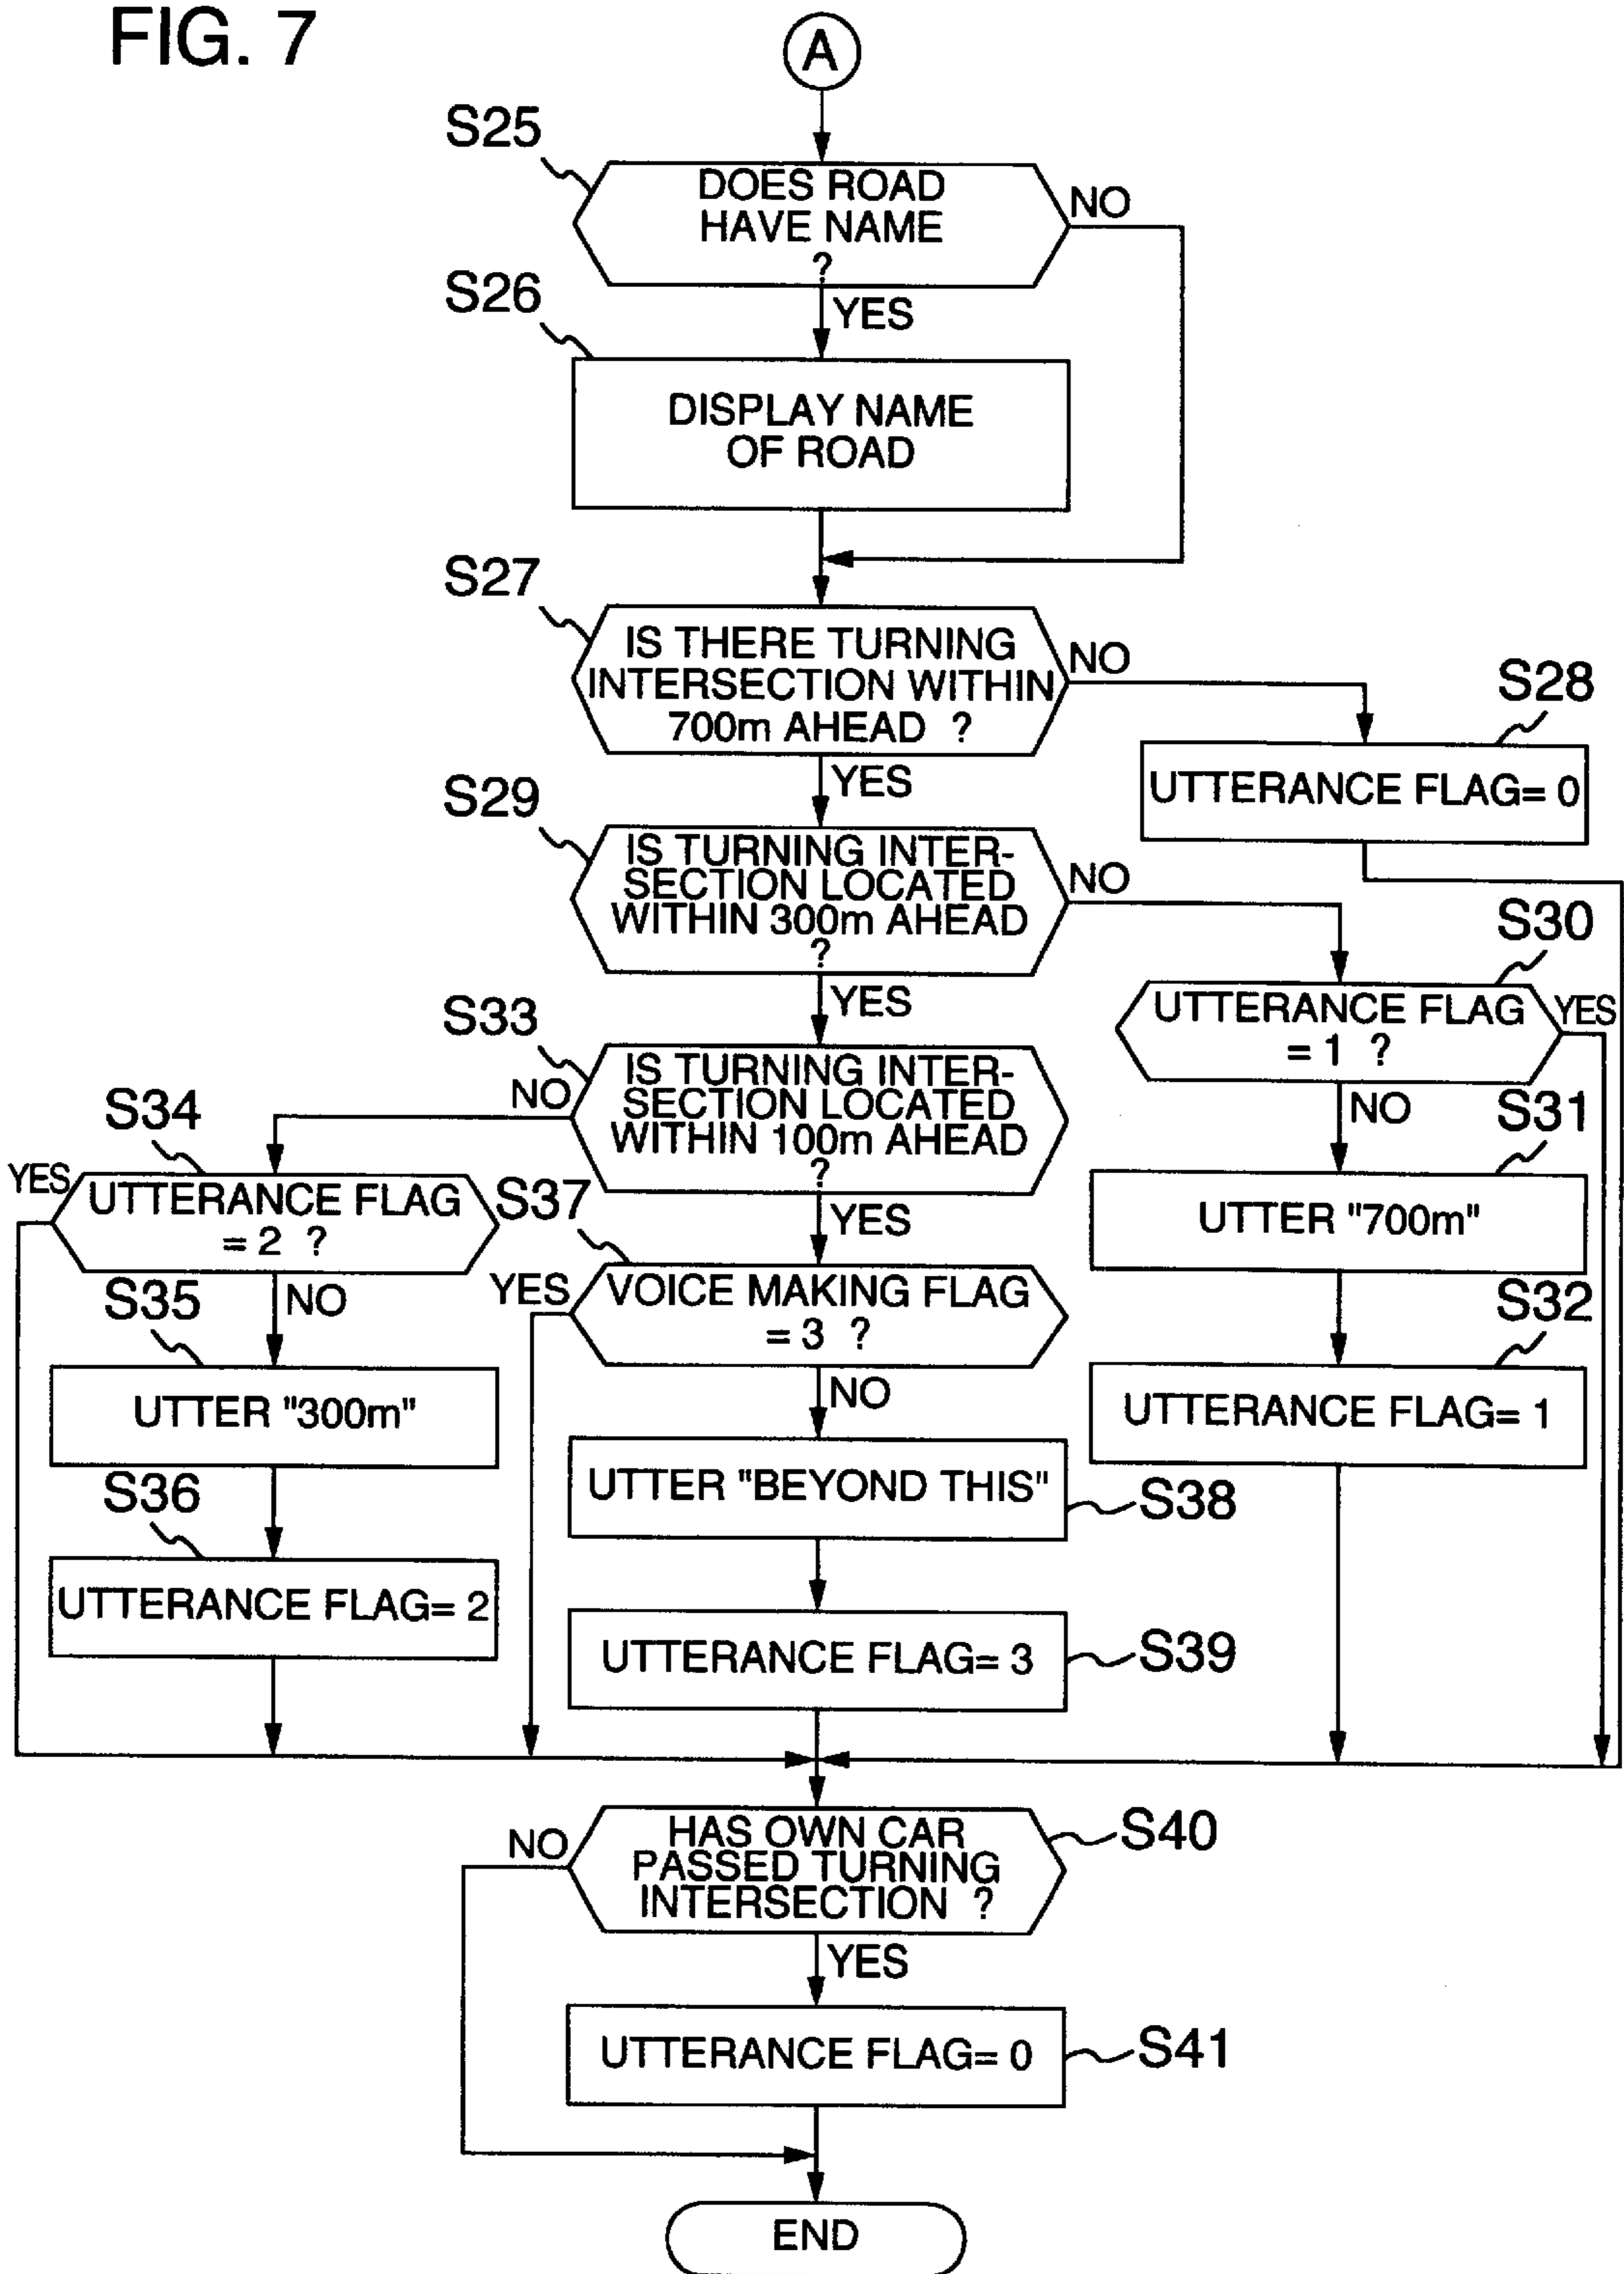 FIG. 7
A
S25
DOES ROAD
HAVE NAME
?
NO
YES
S26
DISPLAY NAME
OF ROAD
S27
IS THERE TURNING
INTERSECTION WITHIN
700m AHEAD ?
NO
YES
S28
UTTERANCE FLAG= 0
S29
IS TURNING INTER-
SECTION LOCATED
WITHIN 300m AHEAD
?
NO
YES
S30
UTTERANCE FLAG
= 1 ?
YES
NO
S31
UTTER "700m"
S32
UTTERANCE FLAG= 1
S33
IS TURNING INTER-
SECTION LOCATED
WITHIN 100m AHEAD
?
NO
YES
S34
UTTERANCE FLAG
= 2 ?
YES
NO
S35
UTTER "300m"
S36
UTTERANCE FLAG= 2
S37
VOICE MAKING FLAG
= 3 ?
YES
NO
UTTER "BEYOND THIS"
S38
UTTERANCE FLAG= 3
S39
HAS OWN CAR
PASSED TURNING
INTERSECTION ?
S40
NO
YES
UTTERANCE FLAG= 0
S41
END